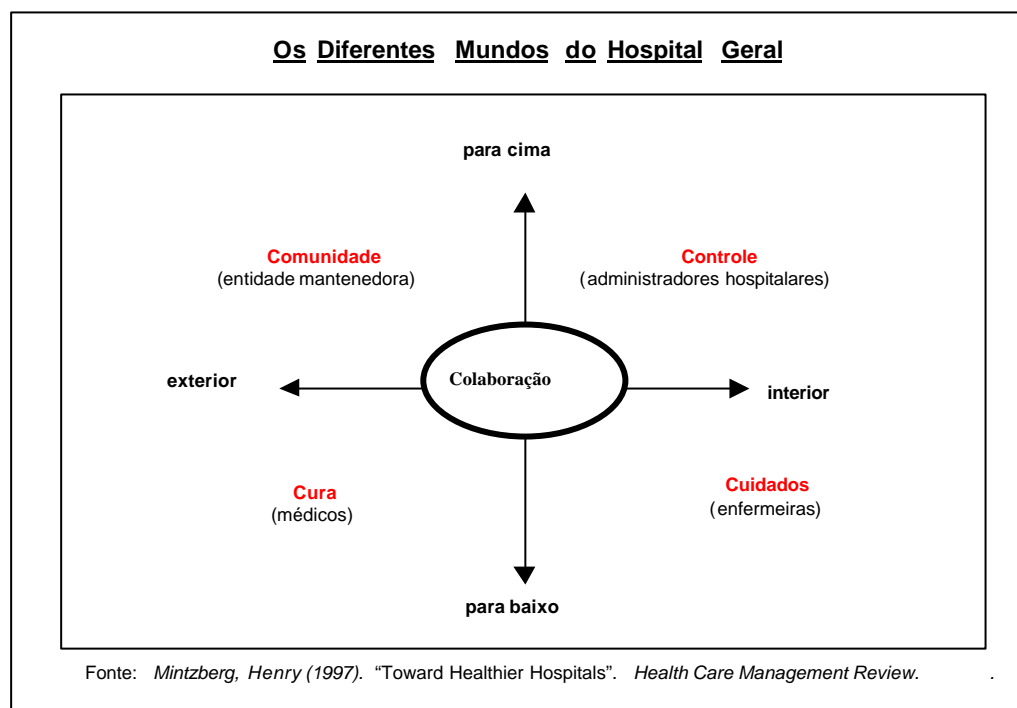 Os Diferentes Mundos do Hospital Geral
para cima
Comunidade
(entidade mantenedora)
Controle
(administradores hospitalares)
exterior
Colaboração
interior
Cura
(médicos)
Cuidados
(enfermeiras)
para baixo
Fonte: Mintzberg, Henry (1997). “Toward Healthier Hospitals”. Health Care Management Review. .